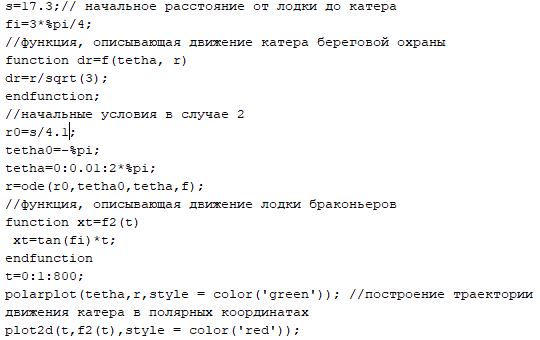 s=17.3;// начальное расстояние от лодки до катера
fi=3*%pi/4;
//функция, описывающая движение катера береговой охраны
function dr=f(tetha, r)
dr=r/sqrt(3);
endfunction;
//начальные условия в случае 2
r0=s/4.1;
tetha0=-%pi;
tetha=0:0.01:2*%pi;
r=ode(r0,tetha0,tetha,f);
//функция, описывающая движение лодки браконьеров
function xt=f2(t)
 xt=tan(fi)*t;
endfunction
t=0:1:800;
polarplot(tetha,r,style = color('green')); //построение траектории
движения катера в полярных координатах
plot2d(t,f2(t),style = color('red'));